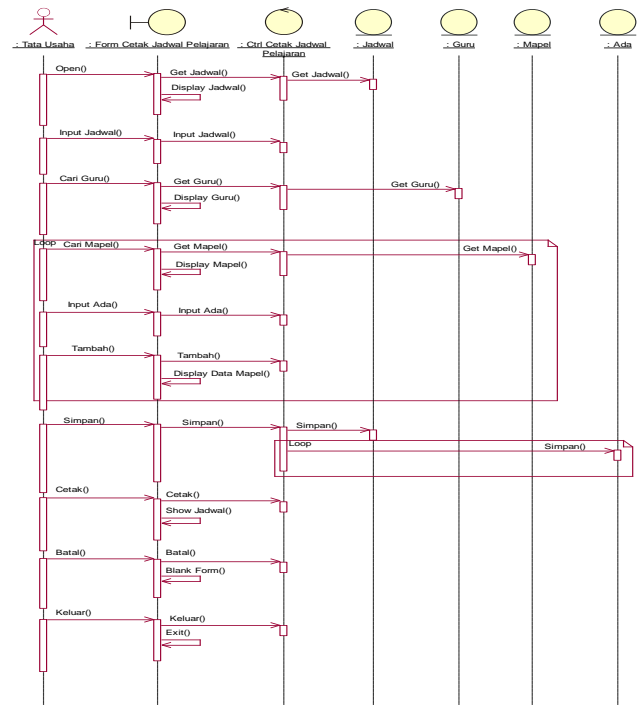 : Tata Usaha
: Form Cetak Jadwal Pelajaran
: Ctrl Cetak Jadwal
Pelajaran
: Jadwal
: Guru
: Mapel
: Ada
Open()
Get Jadwal()
Get Jadwal()
Display Jadwal()
Input Jadwal()
Input Jadwal()
Cari Guru()
Get Guru()
Get Guru()
Display Guru()
Loop
Cari Mapel()
Get Mapel()
Get Mapel()
Display Mapel()
Input Ada()
Input Ada()
Tambah()
Tambah()
Display Data Mapel()
Simpan()
Simpan()
Simpan()
Loop
Simpan()
Cetak()
Cetak()
Show Jadwal()
Batal()
Batal()
Blank Form()
Keluar()
Keluar()
Exit()